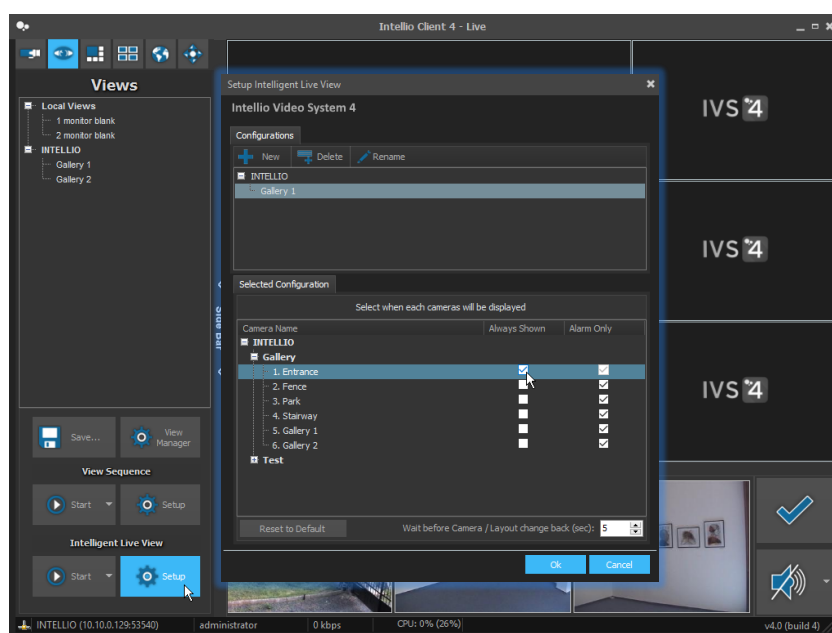 Intellio Client 4 - Live
Views
Local Views
1 monitor blank
2 monitor blank
INTELLIO
Gallery 1
Gallery 2
Save...
View Manager
View Sequence
Start
Setup
Intelligent Live View
Start
Setup
Side Bar
Setup Intelligent Live View
Intellio Video System 4
Configurations
New Delete Rename
INTELLIO
Gallery 1
Selected Configuration
Select when each cameras will be displayed
Camera Name Always Shown Alarm Only
INTELLIO
Gallery
1. Entrance
2. Fence
3. Park
4. Stairway
5. Gallery 1
6. Gallery 2
Test
Reset to Default Wait before Camera / Layout change back (sec): 5
Ok Cancel
IVS 4
IVS 4
IVS 4
INTELLIO (10.10.0.129:53540) administrator 0 kbps CPU: 0% (26%) v4.0 (build 4)